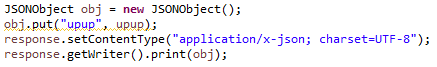 JSONObject obj = new JSONObject();
obj.put("upup", upup);
response.setContentType("application/x-json; charset=UTF-8");
response.getWriter().print(obj);